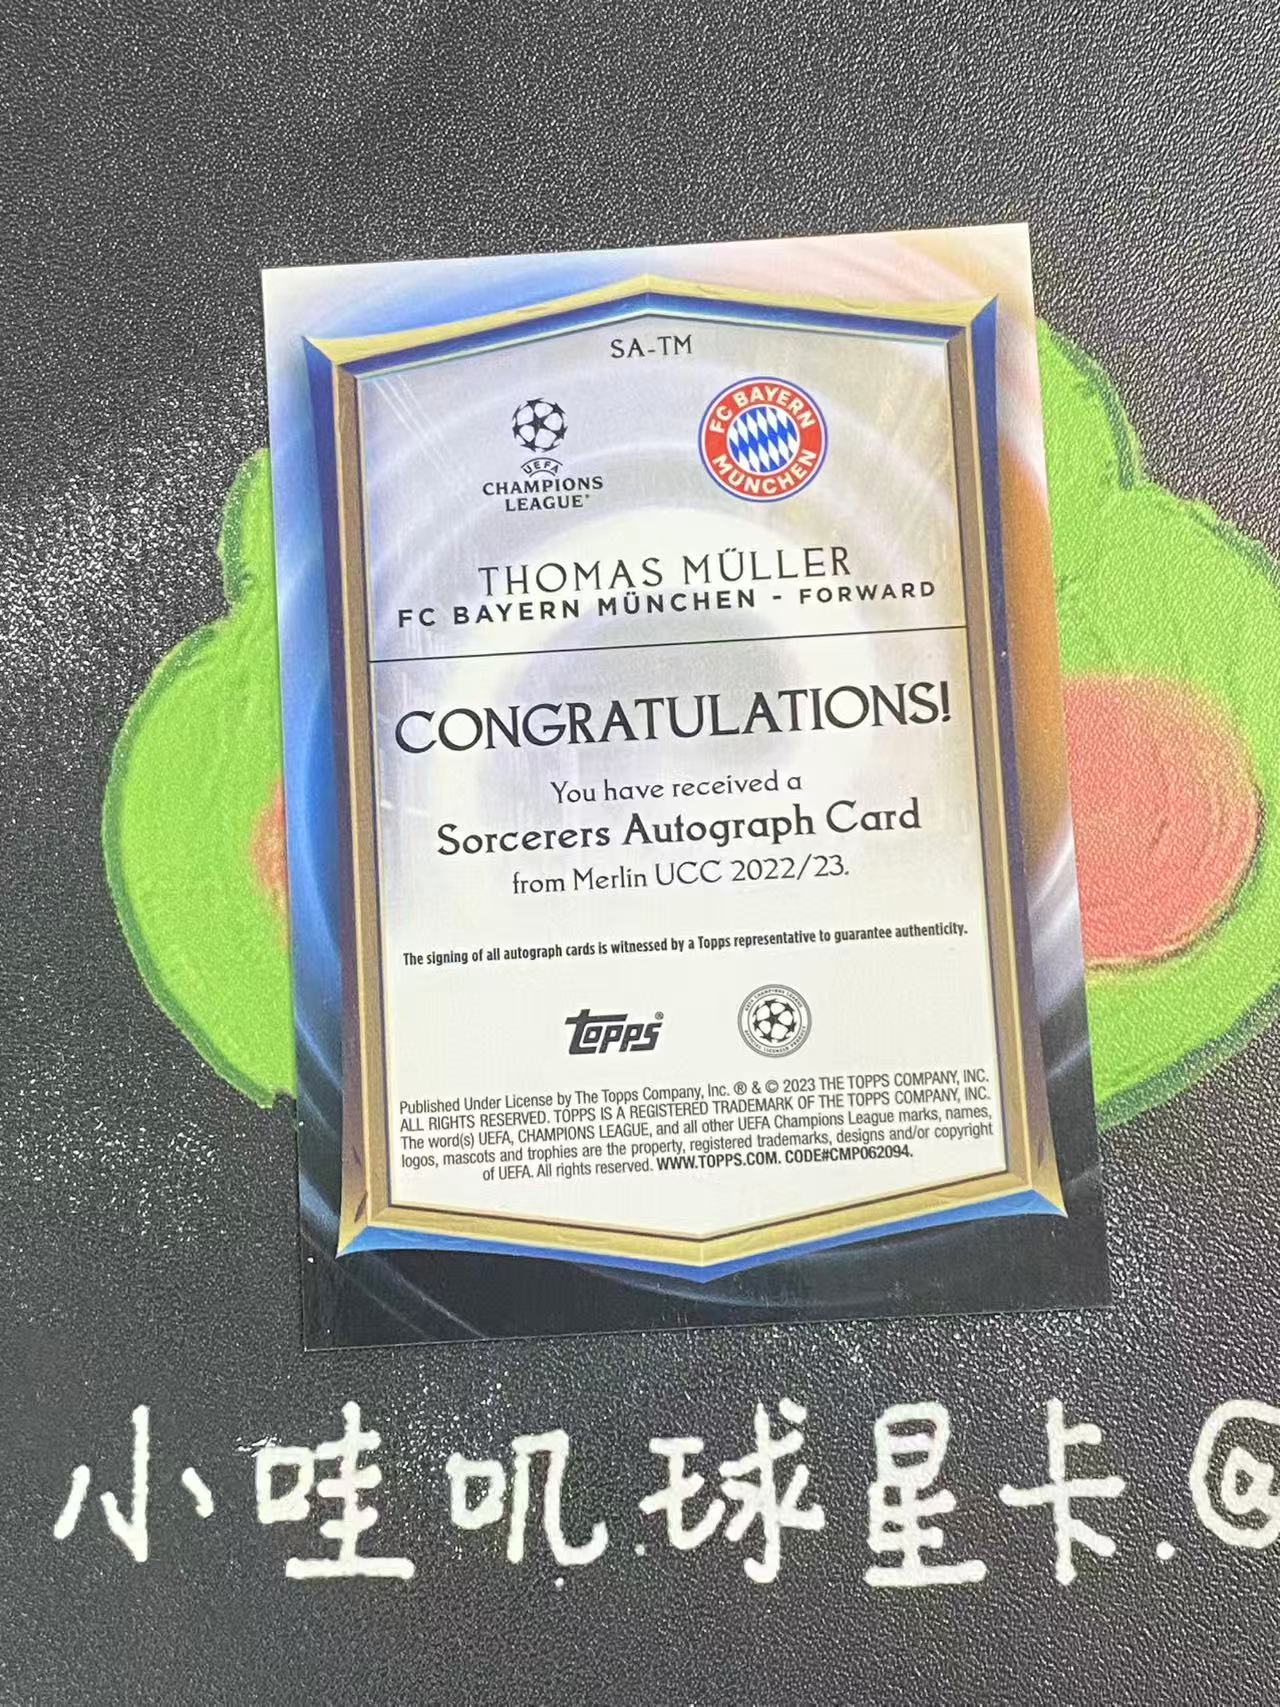 SA-TM
UEFA
CHAMPIONS
LEAGUE®
FC BAYERN
MÜNCHEN
THOMAS MÜLLER
FC BAYERN MÜNCHEN - FORWARD
CONGRATULATIONS!
You have received a
Sorcerers Autograph Card
from Merlin UCC 2022/23.
The signing of all autograph cards is witnessed by a Topps representative to guarantee authenticity.
topps®
Published Under License by The Topps Company, Inc. ® & © 2023 THE TOPPS COMPANY, INC.
ALL RIGHTS RESERVED. TOPPS IS A REGISTERED TRADEMARK OF THE TOPPS COMPANY, INC.
The word(s) UEFA, CHAMPIONS LEAGUE, and all other UEFA Champions League marks, names,
logos, mascots and trophies are the property, registered trademarks, designs and/or copyright
of UEFA. All rights reserved. WWW.TOPPS.COM. CODE#CMP062094.
小哇叽.球星卡.@